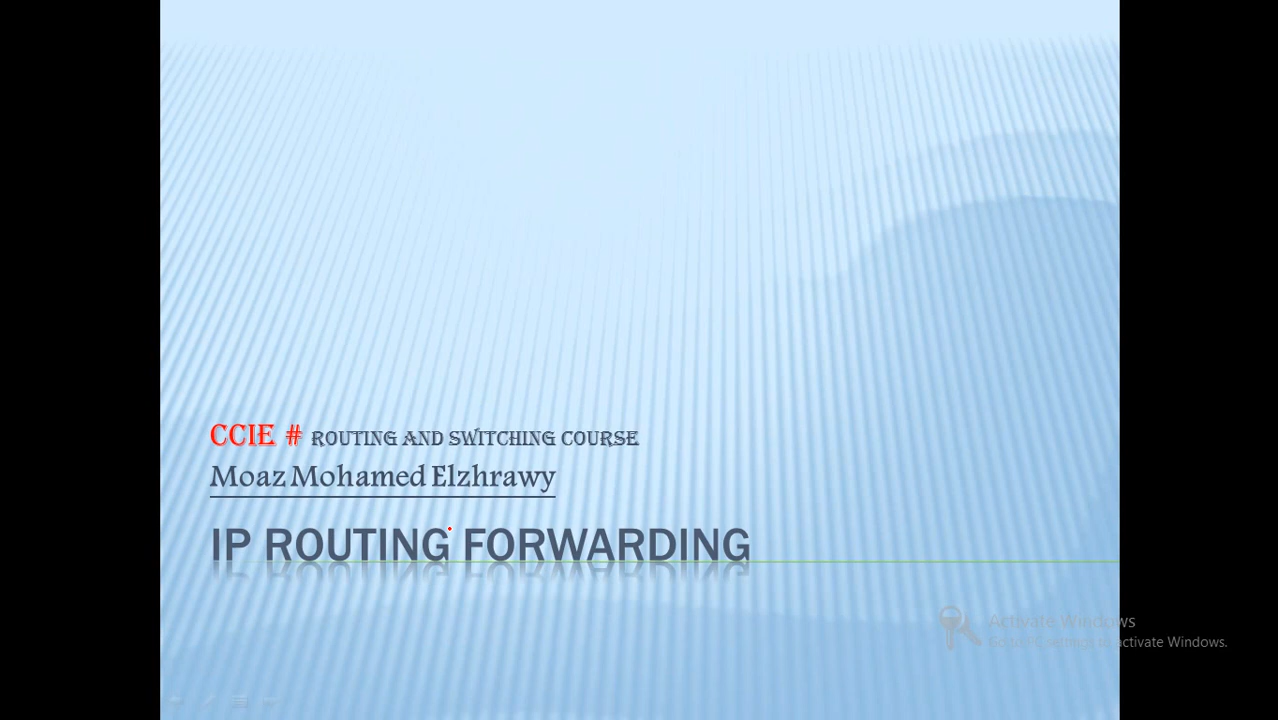 CCIE # ROUTING AND SWITCHING COURSE
Moaz Mohamed Elzhrawy
IP ROUTING FORWARDING
Activate Windows
Go to PC settings to activate Windows.